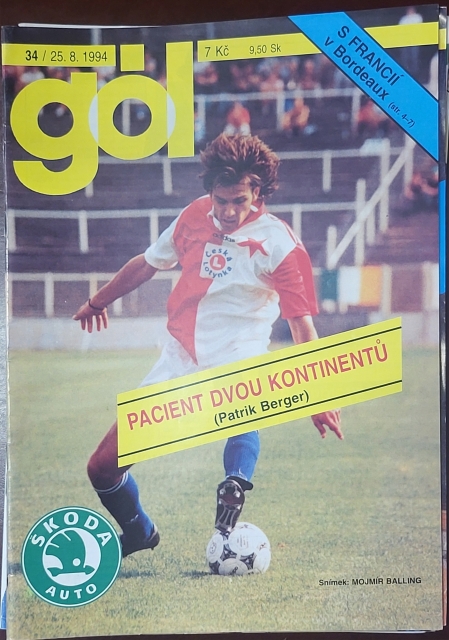 34 / 25. 8. 1994
7 Kč 9,50 Sk
gól
S FRANCIÍ
v Bordeaux (str. 4-7)
Česká
L
lotynka
PACIENT DVOU KONTINENTŮ
(Patrik Berger)
ŠKODA
AUTO
Snímek: MOJMÍR BALLING